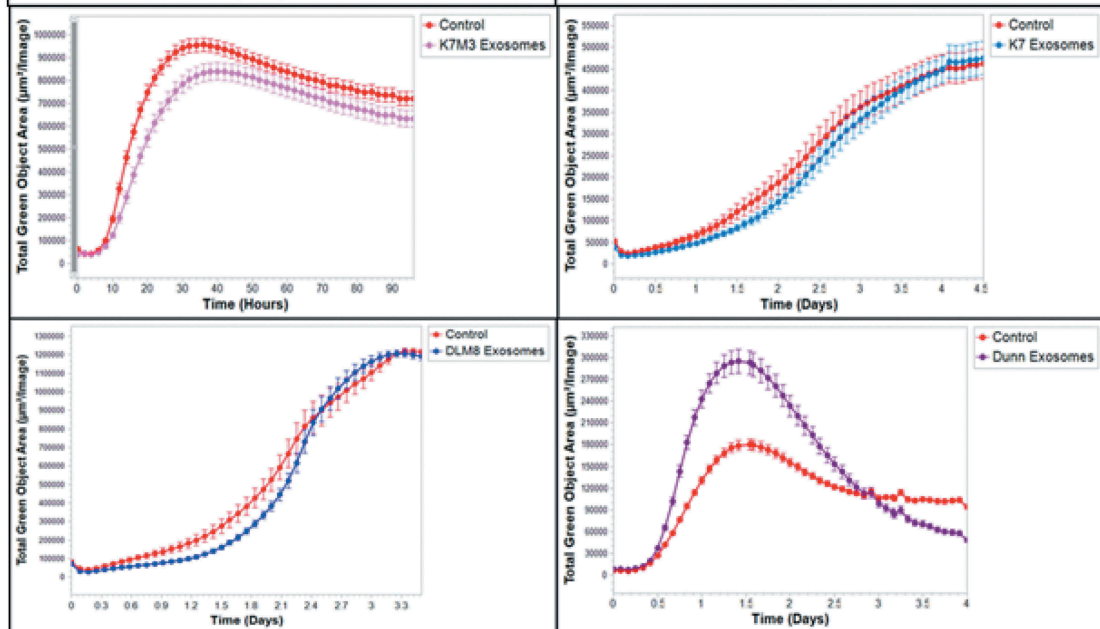 Total Green Object Area (µm²/Image)
1000000
900000
800000
700000
600000
500000
400000
300000
200000
100000
0
0 10 20 30 40 50 60 70 80 90
Time (Hours)
Control
K7M3 Exosomes
Total Green Object Area (µm²/Image)
550000
500000
450000
400000
350000
300000
250000
200000
150000
100000
50000
0
0 0.5 1 1.5 2 2.5 3 3.5 4 4.5
Time (Days)
Control
K7 Exosomes
Total Green Object Area (µm²/Image)
1300000
1200000
1100000
1000000
900000
800000
700000
600000
500000
400000
300000
200000
100000
0
0 0.3 0.6 0.9 1.2 1.5 1.8 2.1 2.4 2.7 3 3.3
Time (Days)
Control
DLM8 Exosomes
Total Green Object Area (µm²/Image)
330000
300000
270000
240000
210000
180000
150000
120000
90000
60000
30000
0
0 0.5 1 1.5 2 2.5 3 3.5 4
Time (Days)
Control
Dunn Exosomes